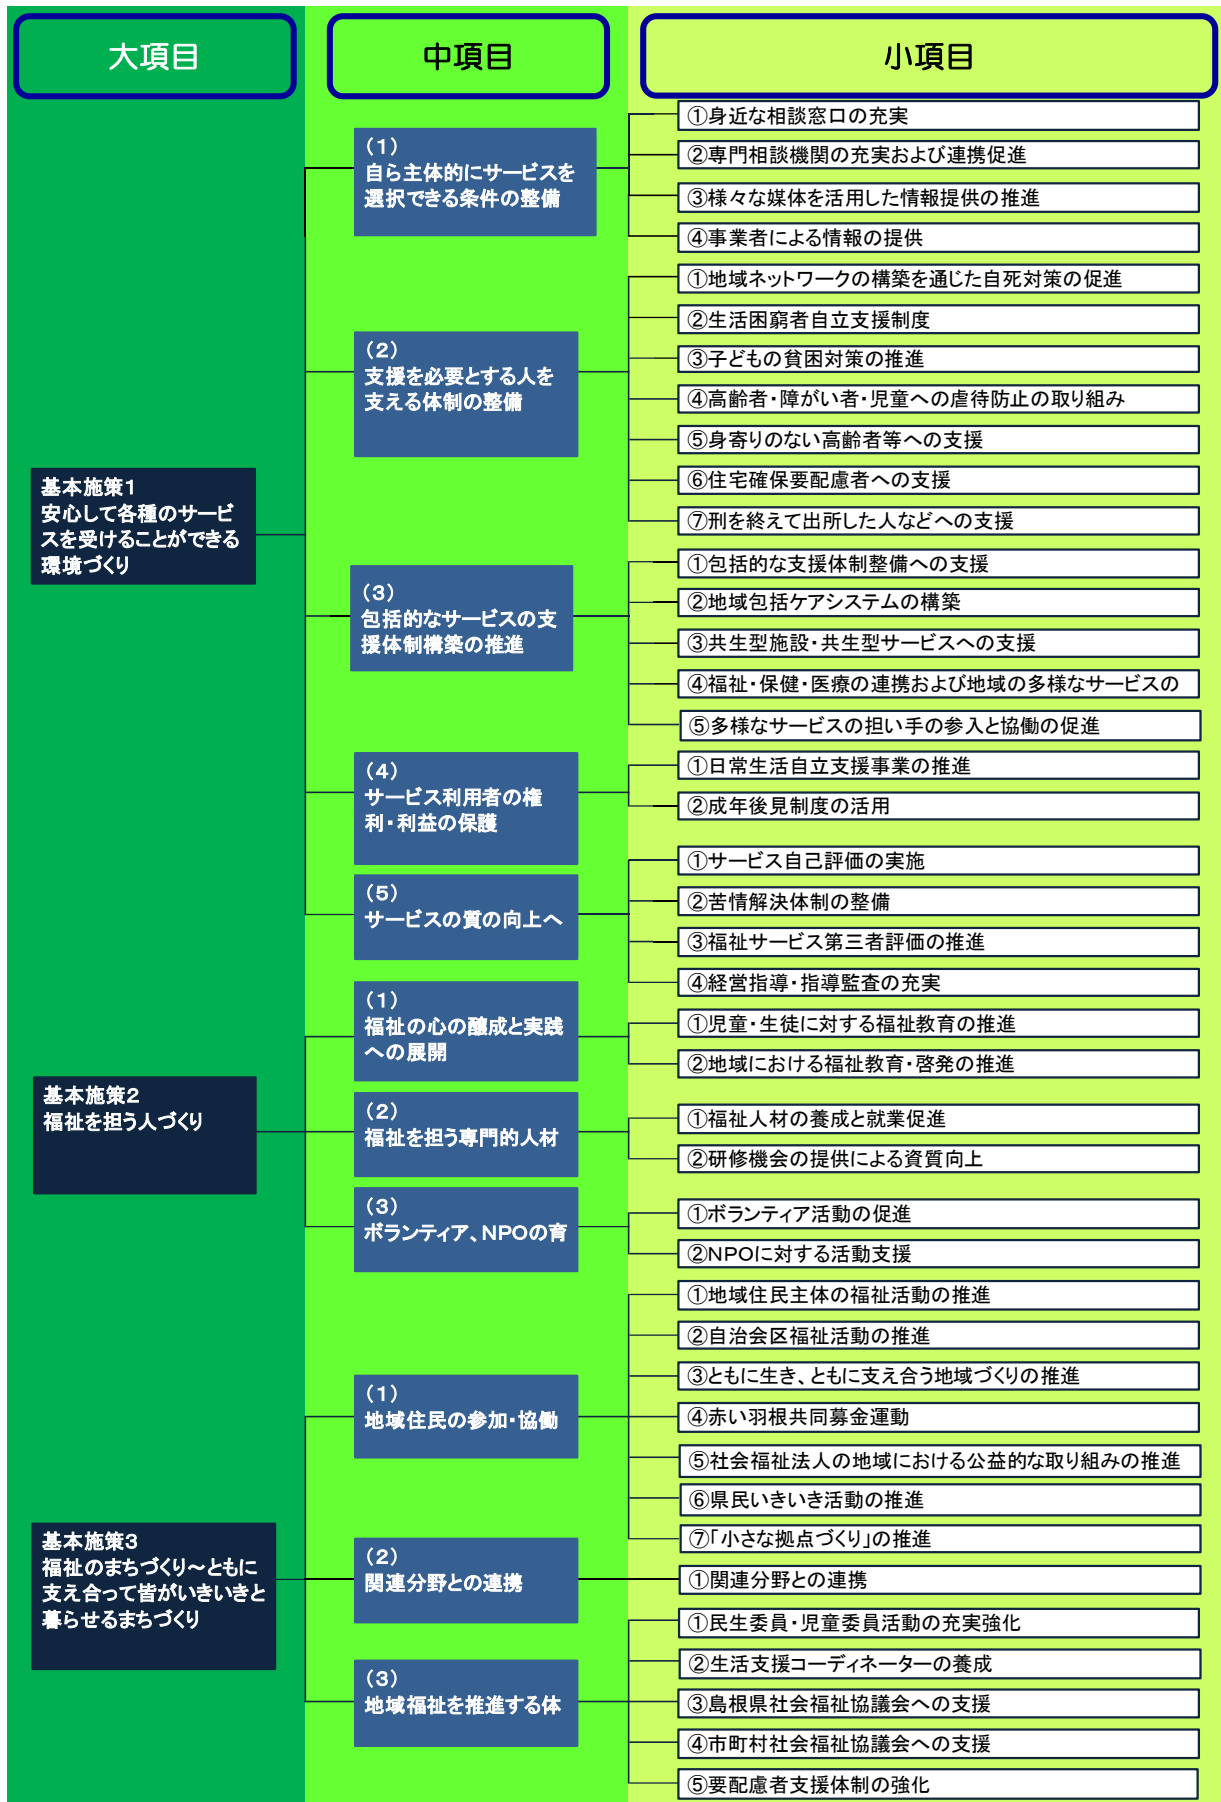 大項目
中項目
小項目
基本施策1
安心して各種のサービ
スを受けることができる
環境づくり
(1)
自ら主体的にサービスを
選択できる条件の整備
①身近な相談窓口の充実
②専門相談機関の充実および連携促進
③様々な媒体を活用した情報提供の推進
④事業者による情報の提供
(2)
支援を必要とする人を
支える体制の整備
①地域ネットワークの構築を通じた自死対策の促進
②生活困窮者自立支援制度
③子どもの貧困対策の推進
④高齢者・障がい者・児童への虐待防止の取り組み
⑤身寄りのない高齢者等への支援
⑥住宅確保要配慮者への支援
⑦刑を終えて出所した人などへの支援
(3)
包括的なサービスの支
援体制構築の推進
①包括的な支援体制整備への支援
②地域包括ケアシステムの構築
③共生型施設・共生型サービスへの支援
④福祉・保健・医療の連携および地域の多様なサービスの
⑤多様なサービスの担い手の参入と協働の促進
(4)
サービス利用者の権
利・利益の保護
①日常生活自立支援事業の推進
②成年後見制度の活用
(5)
サービスの質の向上へ
①サービス自己評価の実施
②苦情解決体制の整備
③福祉サービス第三者評価の推進
④経営指導・指導監査の充実
基本施策2
福祉を担う人づくり
(1)
福祉の心の醸成と実践
への展開
①児童・生徒に対する福祉教育の推進
②地域における福祉教育・啓発の推進
(2)
福祉を担う専門的人材
①福祉人材の養成と就業促進
②研修機会の提供による資質向上
(3)
ボランティア、NPOの育
①ボランティア活動の促進
②NPOに対する活動支援
基本施策3
福祉のまちづくり～ともに
支え合って皆がいきいきと
暮らせるまちづくり
(1)
地域住民の参加・協働
①地域住民主体の福祉活動の推進
②自治会区福祉活動の推進
③ともに生き、ともに支え合う地域づくりの推進
④赤い羽根共同募金運動
⑤社会福祉法人の地域における公益的な取り組みの推進
⑥県民いきいき活動の推進
⑦「小さな拠点づくり」の推進
(2)
関連分野との連携
①関連分野との連携
(3)
地域福祉を推進する体
①民生委員・児童委員活動の充実強化
②生活支援コーディネーターの養成
③島根県社会福祉協議会への支援
④市町村社会福祉協議会への支援
⑤要配慮者支援体制の強化